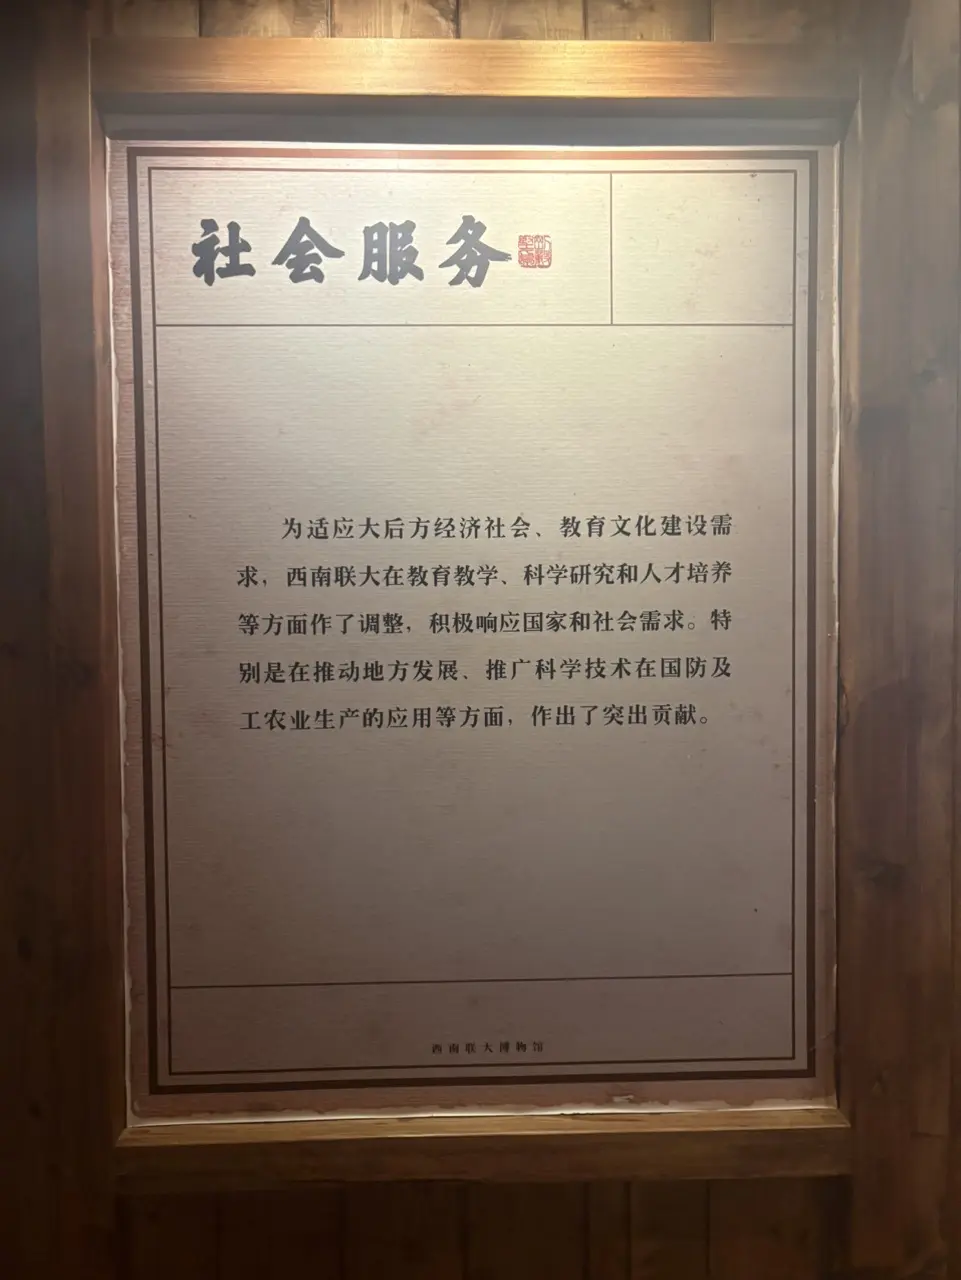 社会服务
为适应大后方经济社会、教育文化建设需
求，西南联大在教育教学、科学研究和人才培养
等方面作了调整，积极响应国家和社会需求。特
别是在推动地方发展、推广科学技术在国防及
工农业生产的应用等方面，作出了突出贡献。
西南联大博物馆